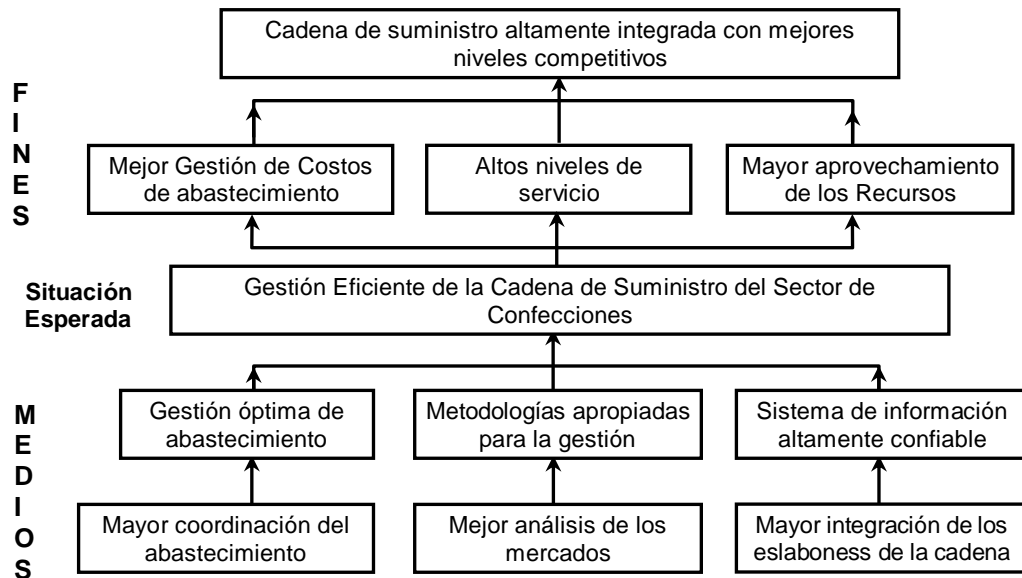 Cadena de suministro altamente integrada con mejores
niveles competitivos
FINES
Mejor Gestión de Costos
de abastecimiento
Altos niveles de
servicio
Mayor aprovechamiento
de los Recursos
Situación
Esperada
Gestión Eficiente de la Cadena de Suministro del Sector de
Confecciones
MEDIOS
Gestión óptima de
abastecimiento
Metodologías apropiadas
para la gestión
Sistema de información
altamente confiable
Mayor coordinación del
abastecimiento
Mejor análisis de los
mercados
Mayor integración de los
eslaboness de la cadena